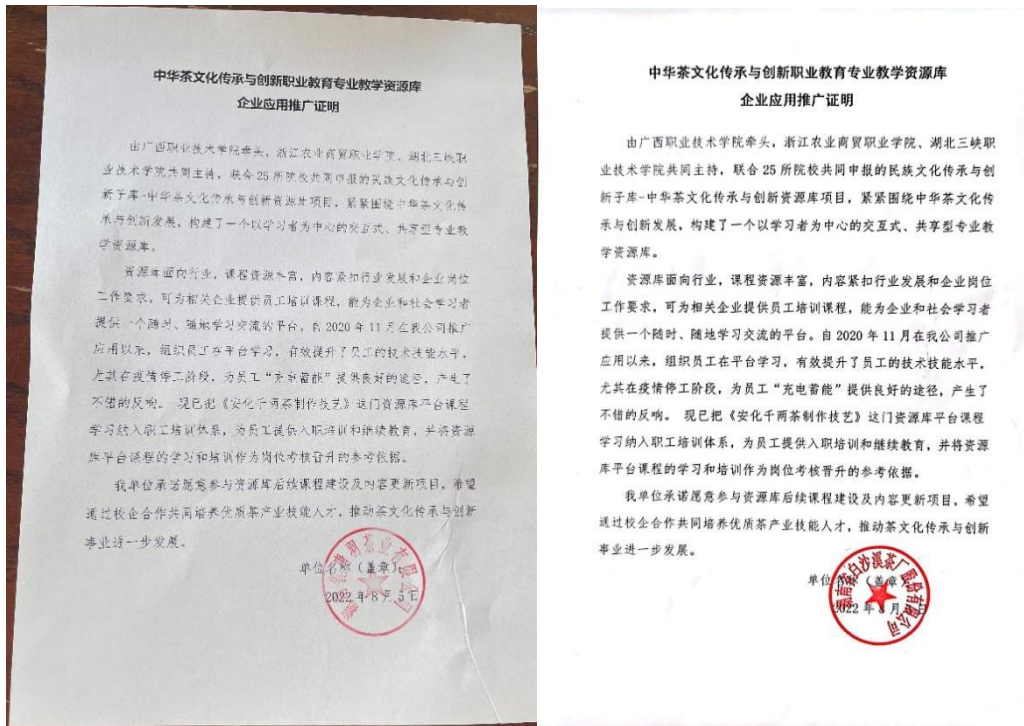 中华茶文化传承与创新职业教育专业教学资源库
企业应用推广证明
由广西职业技术学院牵头，浙江农业商贸职业学院、湖北三峡职
业技术学院共同主持，联合25所院校共同申报的民族文化传承与创
新子库-中华茶文化传承与创新资源库项目，紧紧围绕中华茶文化传
承与创新发展，构建了一个以学习者为中心的交互式、共享型专业教
学资源库。
资源库面向行业，课程资源丰富，内容紧扣行业发展和企业岗位
工作要求，可为相关企业提供员工培训课程，能为企业和社会学习者
提供一个随时、随地学习交流的平台。自2020年11月在我公司推广
应用以来，组织员工在平台学习，有效提升了员工的技术技能水平，
尤其在疫情停工阶段，为员工“充电蓄能”提供良好的途径，产生了
不错的反响。 现已把《安化千两茶制作技艺》这门资源库平台课程
学习纳入职工培训体系，为员工提供入职培训和继续教育，并将资源
库平台课程的学习和培训作为岗位考核晋升的参考依据。
我单位承诺愿意参与资源库后续课程建设及内容更新项目，希望
送过校企合作共同培养优质茶产业技能人才，推动茶文化传承与创新
事业进一步发展。
单位名称（盖章）
2022年8月5日
茶业有限公司
中华茶文化传承与创新职业教育专业教学资源库
企业应用推广证明
由广西职业技术学院牵头，浙江农业商贸职业学院、湖北三峡职
业技术学院共同主持，联合25所院校共同申报的民族文化传承与创
新子库-中华茶文化传承与创新资源库项目，紧紧围绕中华茶文化传
承与创新发展，构建了一个以学习者为中心的交互式、共享型专业教
学资源库。
资源库面向行业，课程资源丰富，内容紧扣行业发展和企业岗位
工作要求，可为相关企业提供员工培训课程，能为企业和社会学习者
提供一个随时、随地学习交流的平台。自2020年11月在我公司推广
应用以来，组织员工在平台学习，有效提升了员工的技术技能水平，
尤其在疫情停工阶段，为员工“充电蓄能”提供良好的途径，产生了
不错的反响。 现已把《安化千两茶制作技艺》这门资源库平台课程
学习纳入职工培训体系，为员工提供入职培训和继续教育，并将资源
库平台课程的学习和培训作为岗位考核晋升的参考依据。
我单位承诺愿意参与资源库后续课程建设及内容更新项目，希望
送过校企合作共同培养优质茶产业技能人才，推动茶文化传承与创新
事业进一步发展。
单位名称（盖章）
2022年8月 日
湖南省白沙溪茶厂股份有限公司